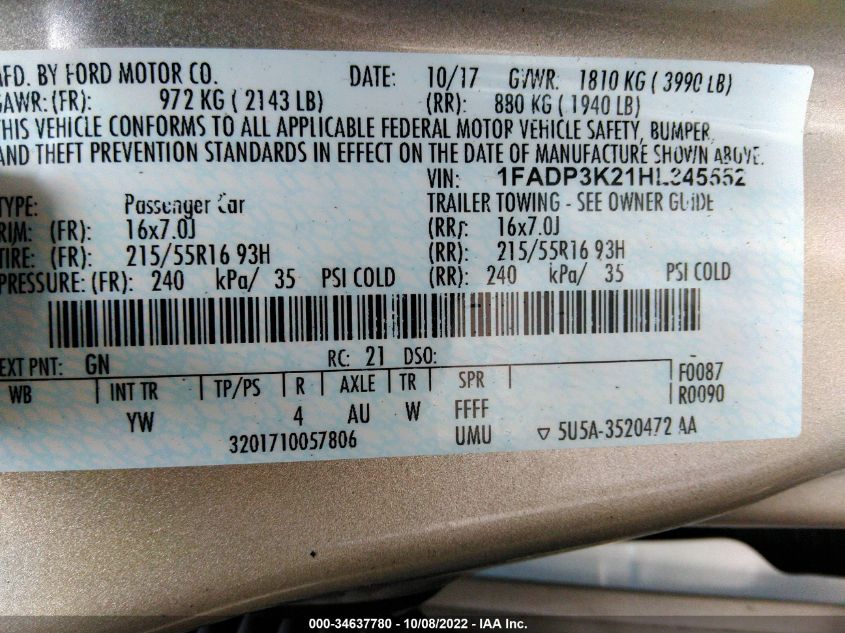 MFD. BY FORD MOTOR CO. DATE: 10/17 GVWR: 1810 KG ( 3990 LB)
GAWR: (FR): 972 KG ( 2143 LB) (RR): 880 KG ( 1940 LB)
THIS VEHICLE CONFORMS TO ALL APPLICABLE FEDERAL MOTOR VEHICLE SAFETY, BUMPER,
AND THEFT PREVENTION STANDARDS IN EFFECT ON THE DATE OF MANUFACTURE SHOWN ABOVE.
VIN: 1FADP3K21HL345552
TYPE: Passenger Car TRAILER TOWING - SEE OWNER GUIDE
RIM: (FR): 16x7.0J (RR): 16x7.0J
TIRE: (FR): 215/55R16 93H (RR): 215/55R16 93H
PRESSURE: (FR): 240 kPa/ 35 PSI COLD (RR): 240 kPa/ 35 PSI COLD
EXT PNT: GN RC: 21 DSO: F0087
WB INT TR TP/PS R AXLE TR SPR R0090
YW 4 AU W FFFF
3201710057806 UMU ▽ 5U5A-3520472 AA
000-34637780 - 10/08/2022 - IAA Inc.